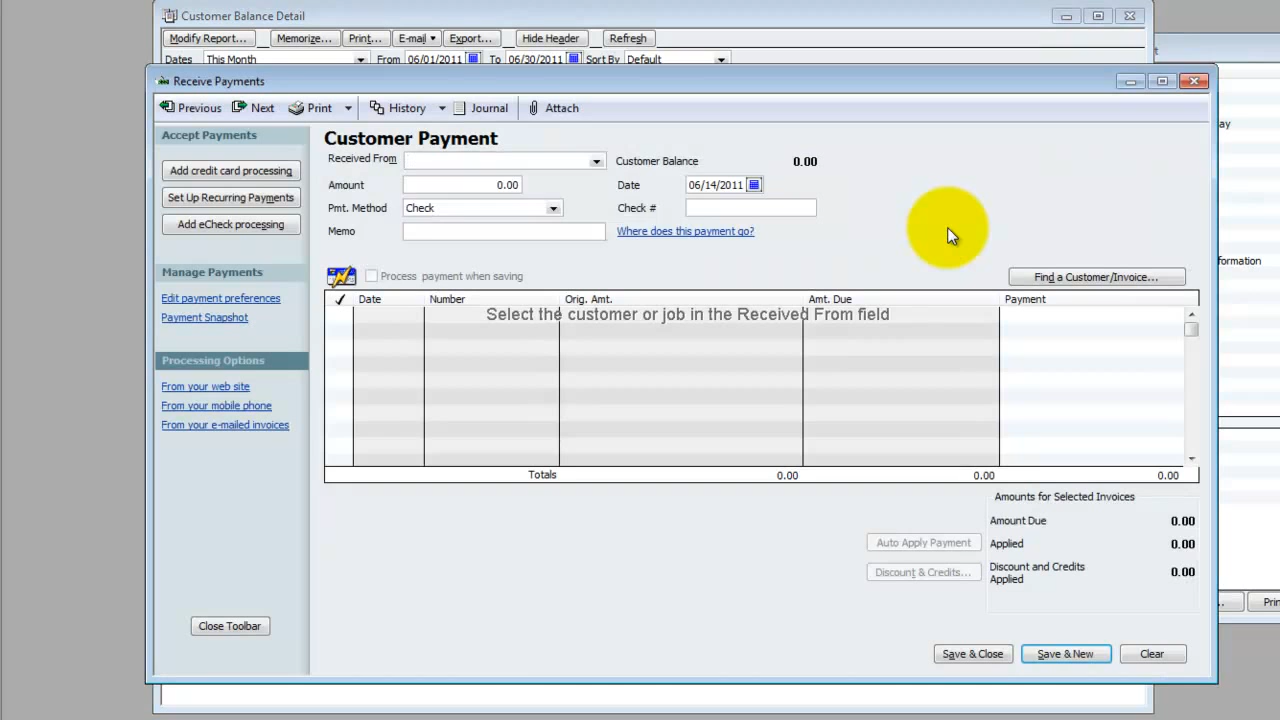 Customer Balance Detail
Modify Report... Memorize... Print... E-mail Export... Hide Header Refresh
Dates This Month From 06/01/2011 To 06/30/2011 Sort By Default
Receive Payments
Previous Next Print History Journal Attach
Accept Payments
Add credit card processing
Set Up Recurring Payments
Add eCheck processing
Manage Payments
Edit payment preferences
Payment Snapshot
Processing Options
From your web site
From your mobile phone
From your e-mailed invoices
Close Toolbar
Customer Payment
Received From Customer Balance 0.00
Amount 0.00 Date 06/14/2011
Pmt. Method Check Check #
Memo Where does this payment go?
Process payment when saving Find a Customer/Invoice...
Date Number Orig. Amt. Amt. Due Payment
Select the customer or job in the Received From field
Totals 0.00 0.00 0.00
Amounts for Selected Invoices
Amount Due 0.00
Auto Apply Payment Applied 0.00
Discount & Credits... Discount and Credits Applied 0.00
Save & Close Save & New Clear